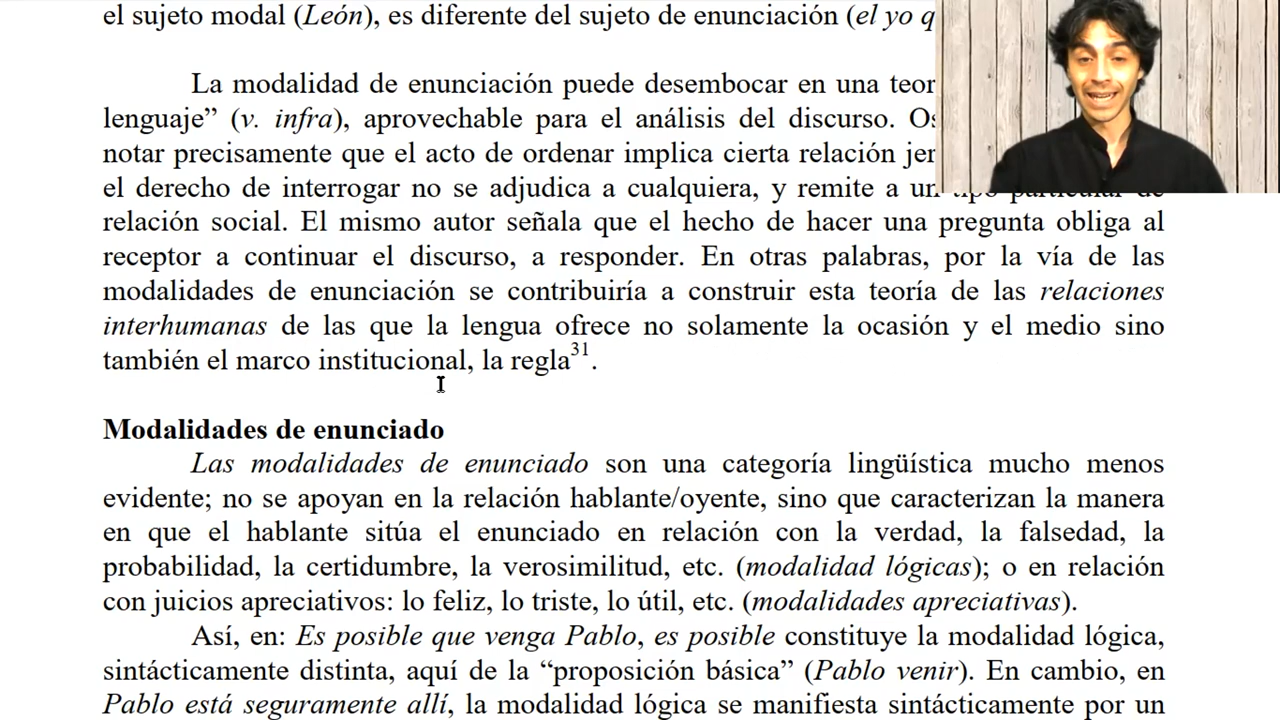 el sujeto modal (León), es diferente del sujeto de enunciación (el yo q
La modalidad de enunciación puede desembocar en una teor
lenguaje” (v. infra), aprovechable para el análisis del discurso. Os
notar precisamente que el acto de ordenar implica cierta relación jer
el derecho de interrogar no se adjudica a cualquiera, y remite a un tipo particular de
relación social. El mismo autor señala que el hecho de hacer una pregunta obliga al
receptor a continuar el discurso, a responder. En otras palabras, por la vía de las
modalidades de enunciación se contribuiría a construir esta teoría de las relaciones
interhumanas de las que la lengua ofrece no solamente la ocasión y el medio sino
también el marco institucional, la regla31.
Modalidades de enunciado
Las modalidades de enunciado son una categoría lingüística mucho menos
evidente; no se apoyan en la relación hablante/oyente, sino que caracterizan la manera
en que el hablante sitúa el enunciado en relación con la verdad, la falsedad, la
probabilidad, la certidumbre, la verosimilitud, etc. (modalidad lógicas); o en relación
con juicios apreciativos: lo feliz, lo triste, lo útil, etc. (modalidades apreciativas).
Así, en: Es posible que venga Pablo, es posible constituye la modalidad lógica,
sintácticamente distinta, aquí de la “proposición básica” (Pablo venir). En cambio, en
Pablo está seguramente allí, la modalidad lógica se manifiesta sintácticamente por un